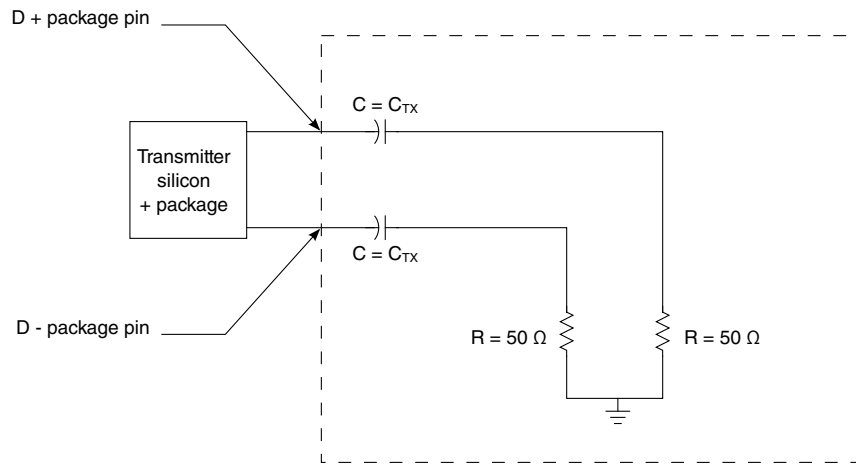 D + package pin
C = CTX
Transmitter
silicon
+ package
C = CTX
D - package pin
R = 50 Ω
R = 50 Ω